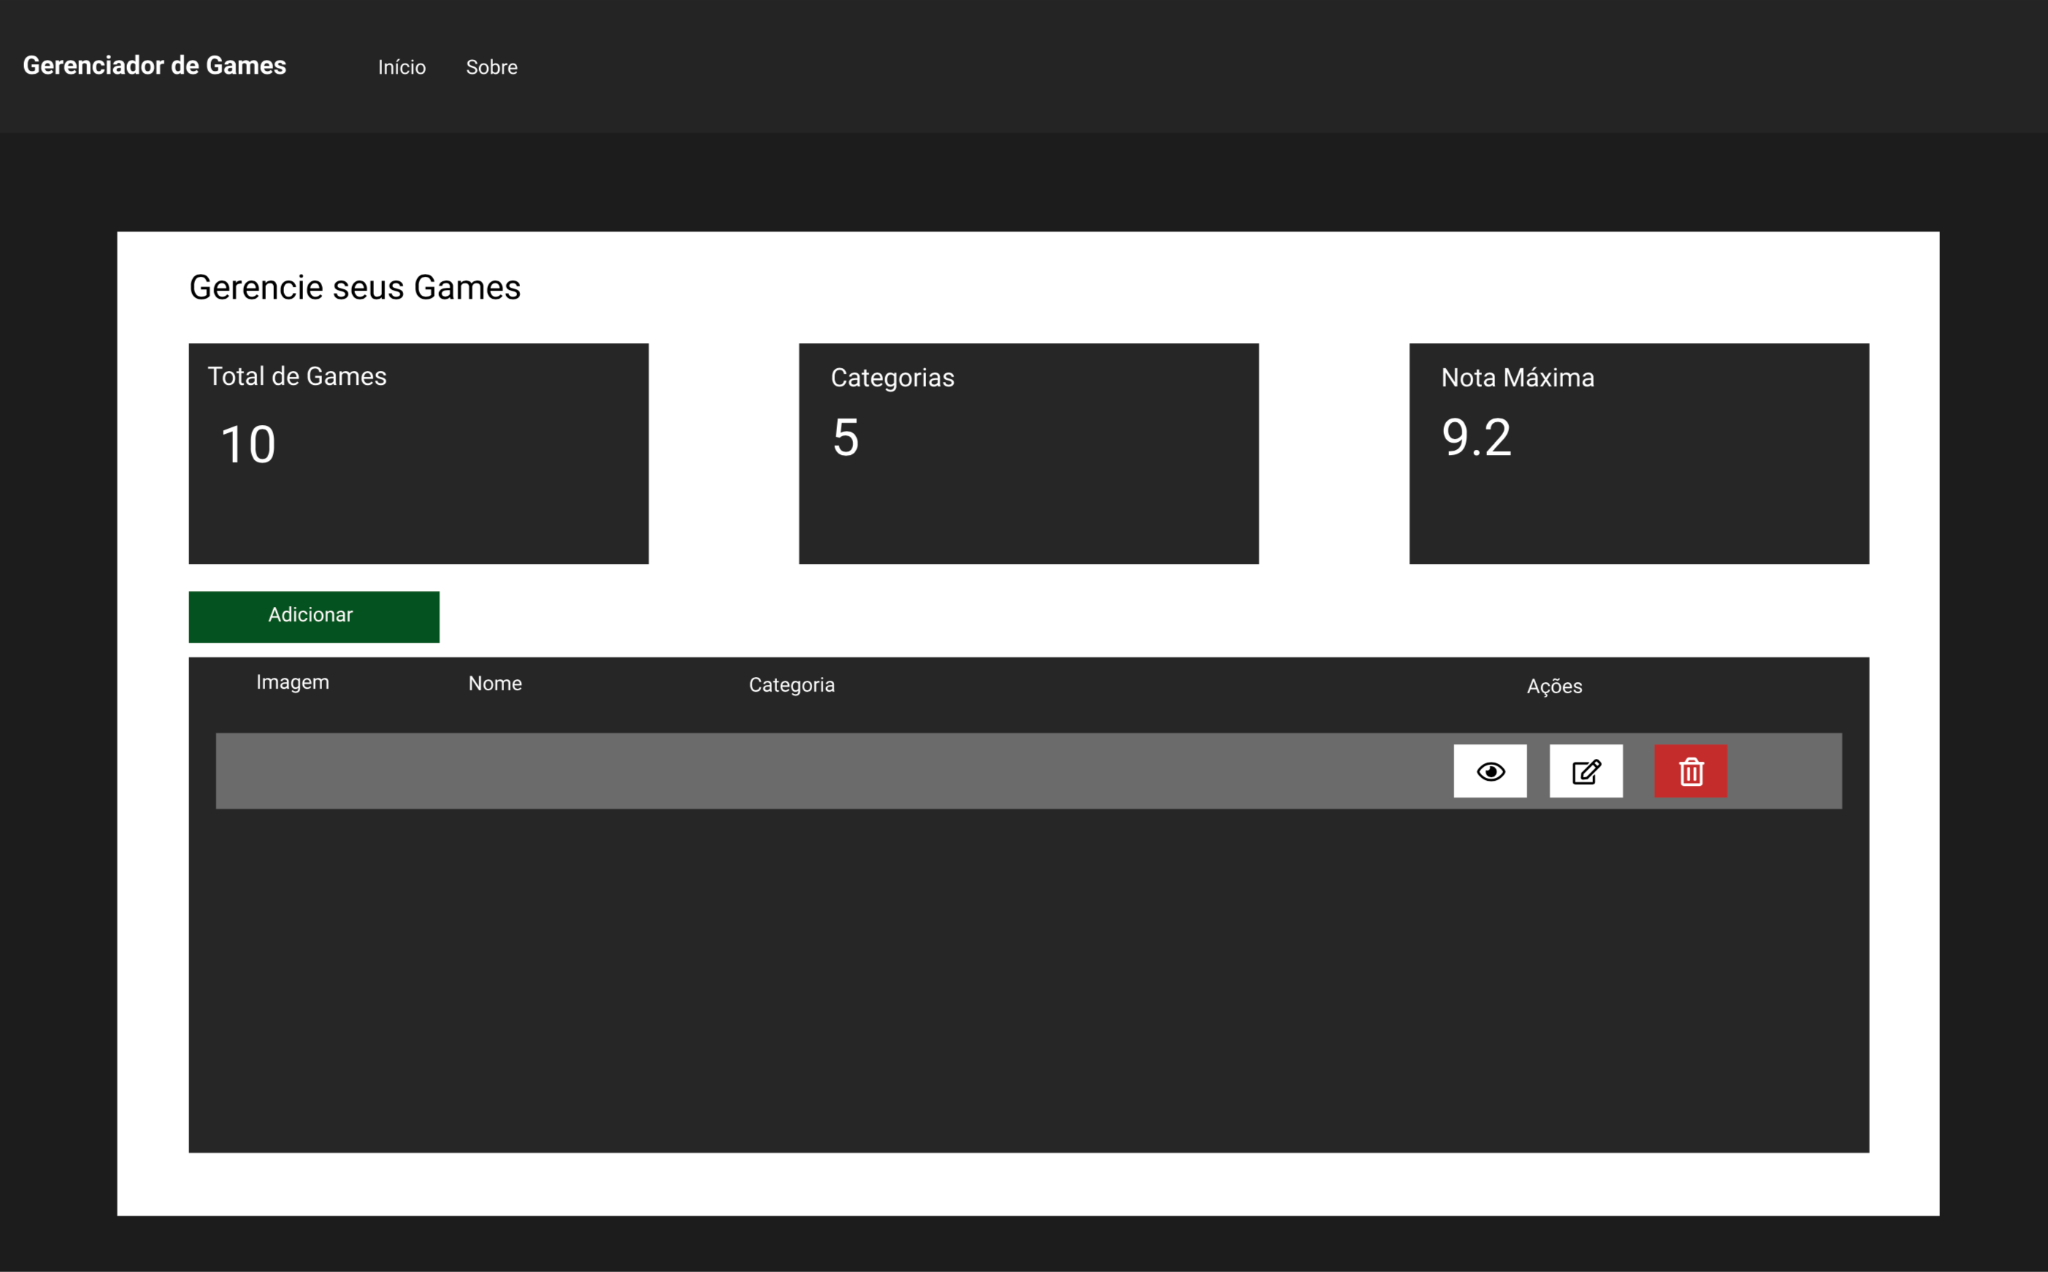 Gerenciador de Games
Início
Sobre
Gerencie seus Games
Total de Games
10
Categorias
5
Nota Máxima
9.2
Adicionar
Imagem
Nome
Categoria
Ações